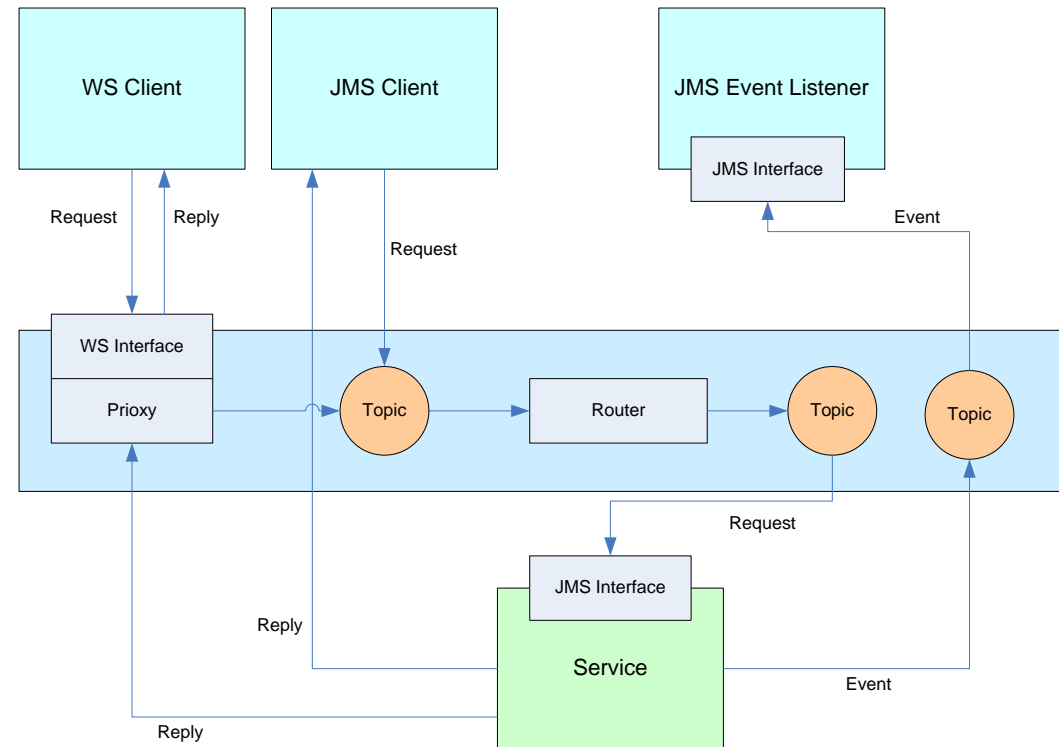 WS Client
JMS Client
JMS Event Listener
JMS Interface
Request
Reply
Request
Event
WS Interface
Prioxy
Topic
Router
Topic
Topic
Request
JMS Interface
Reply
Service
Event
Reply